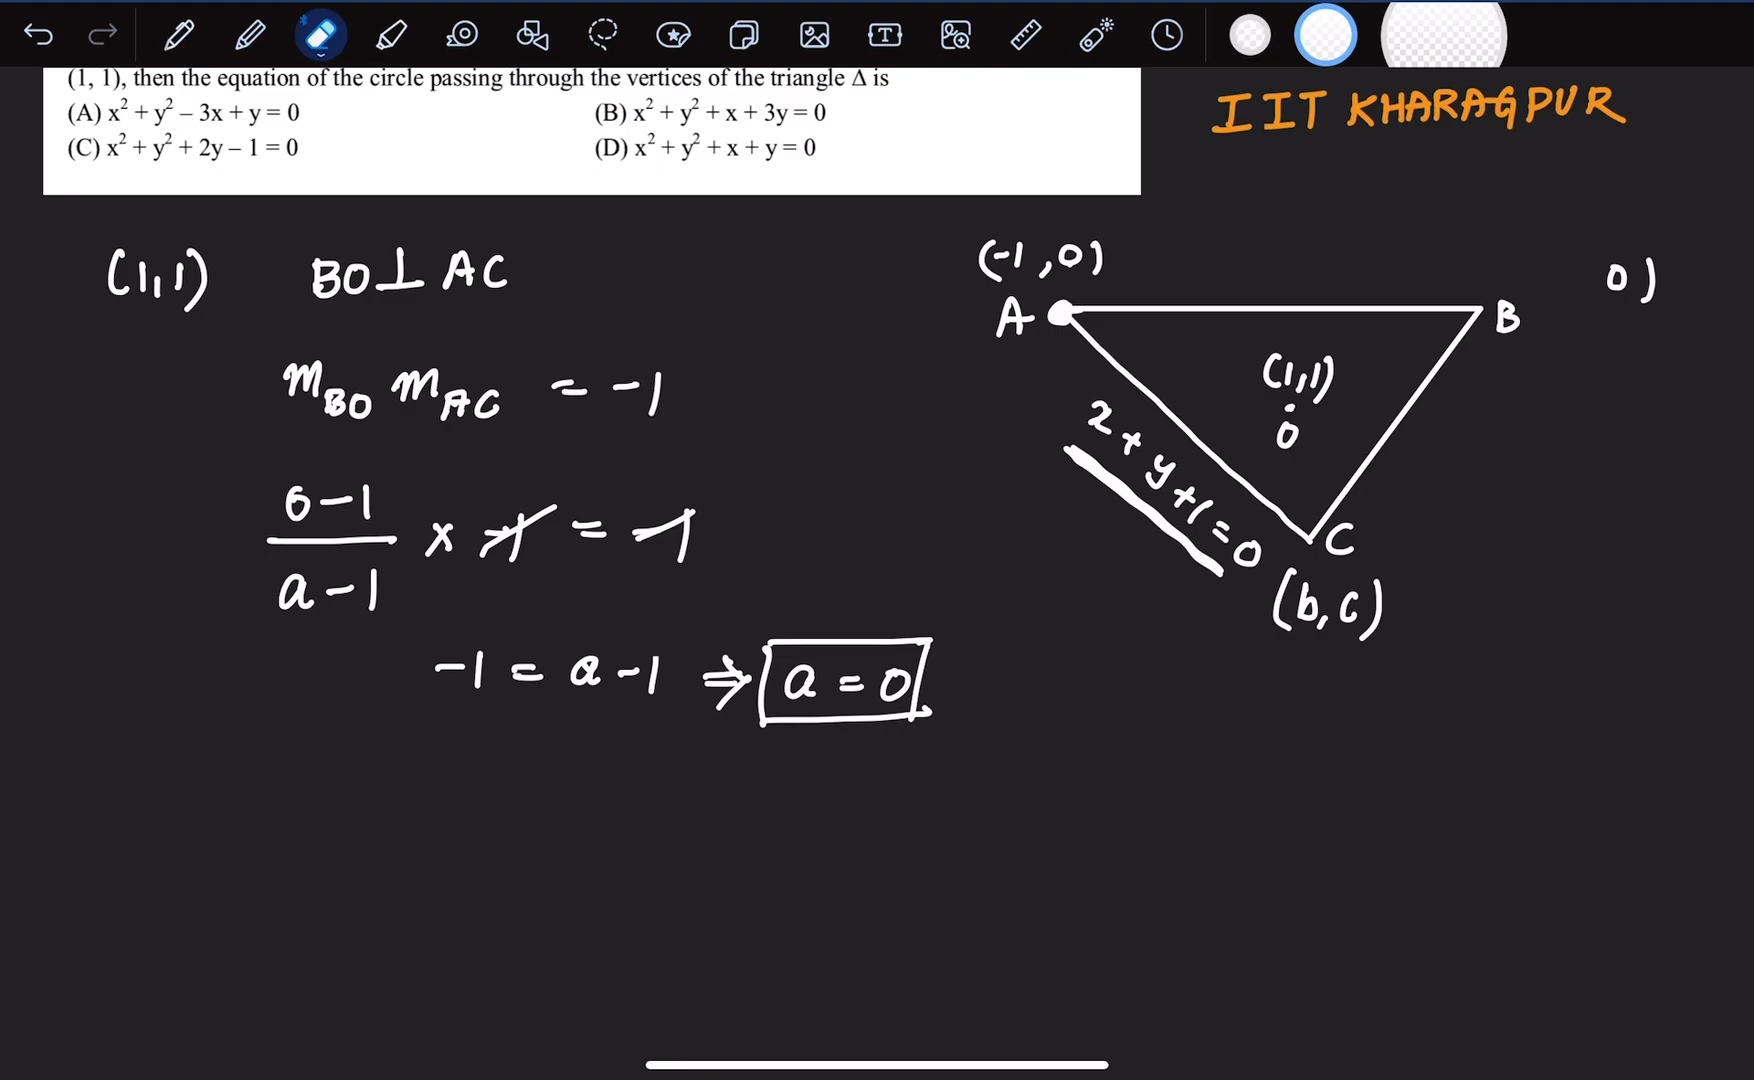 (1, 1), then the equation of the circle passing through the vertices of the triangle Δ is
(A) x² + y² – 3x + y = 0 (B) x² + y² + x + 3y = 0
(C) x² + y² + 2y – 1 = 0 (D) x² + y² + x + y = 0
IIT KHARAGPUR
(1,1) BO⊥AC
m_BO m_AC = -1
0-1/a-1 × -1 = -1
-1 = a-1 ⇒ a = 0
(-1,0)
0)
A
B
(1,1)
O
x+y+1=0
C
(b,c)